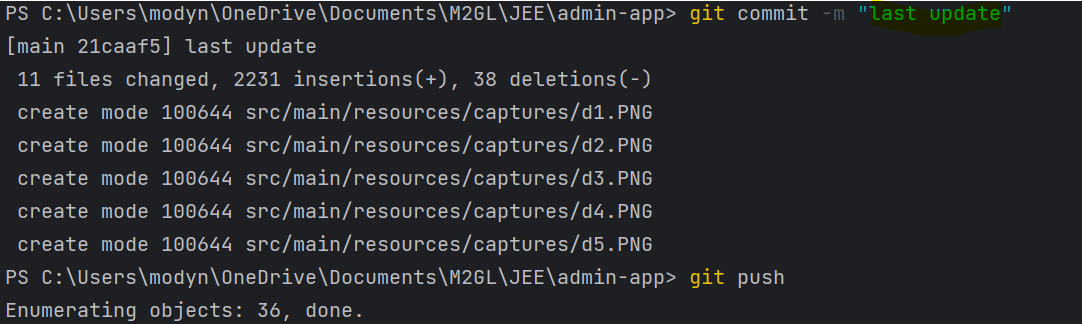 PS C:\Users\modyn\OneDrive\Documents\M2GL\JEE\admin-app> git commit -m "last update"
[main 21caaf5] last update
 11 files changed, 2231 insertions(+), 38 deletions(-)
 create mode 100644 src/main/resources/captures/d1.PNG
 create mode 100644 src/main/resources/captures/d2.PNG
 create mode 100644 src/main/resources/captures/d3.PNG
 create mode 100644 src/main/resources/captures/d4.PNG
 create mode 100644 src/main/resources/captures/d5.PNG
PS C:\Users\modyn\OneDrive\Documents\M2GL\JEE\admin-app> git push
Enumerating objects: 36, done.